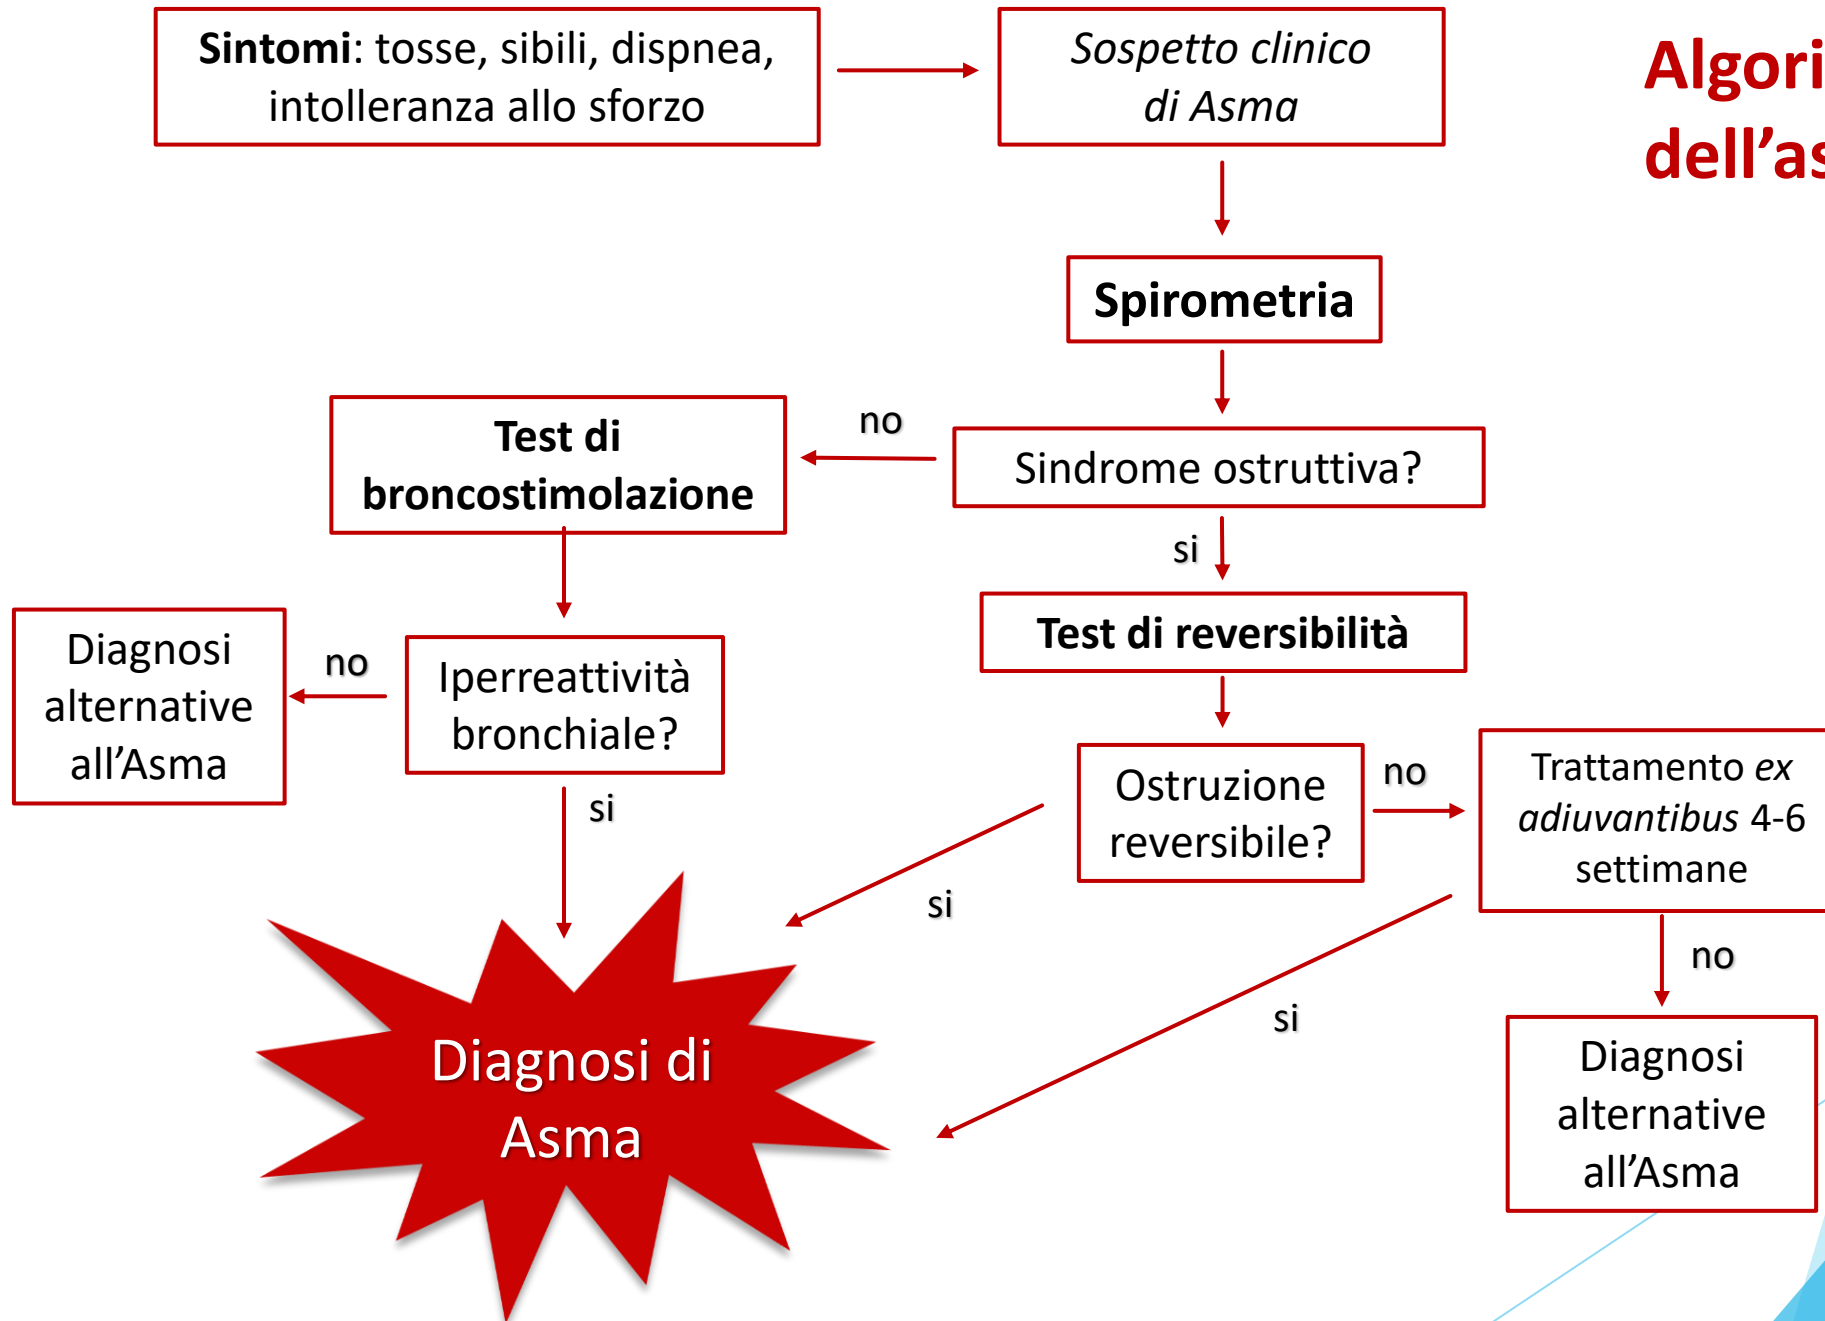 Sintomi: tosse, sibili, dispnea,
intolleranza allo sforzo
Sospetto clinico
di Asma
dell’as
Spirometria
Sindrome ostruttiva?
no
Test di
broncostimolazione
si
Test di reversibilità
Iperreattività
bronchiale?
no
Diagnosi
alternative
all’Asma
si
Ostruzione
reversibile?
no
Trattamento ex
adiuvantibus 4-6
settimane
si
si
no
Diagnosi di
Asma
Diagnosi
alternative
all’Asma